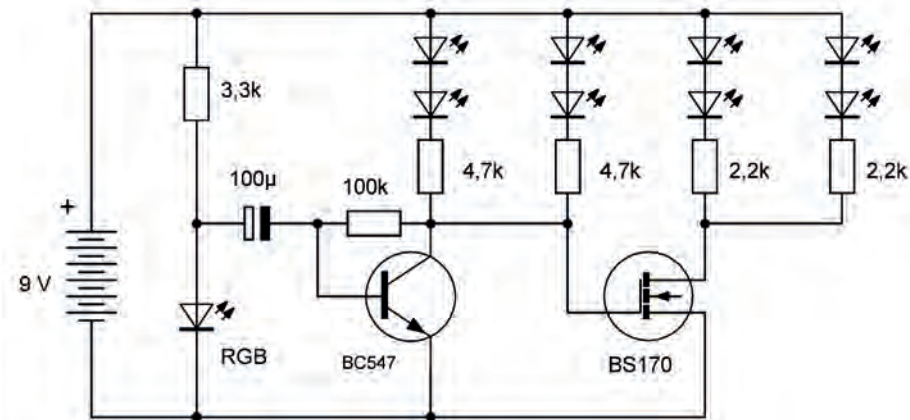 3,3k
100µ
100k
4,7k
4,7k
2,2k
2,2k
+
9 V
RGB
BC547
BS170